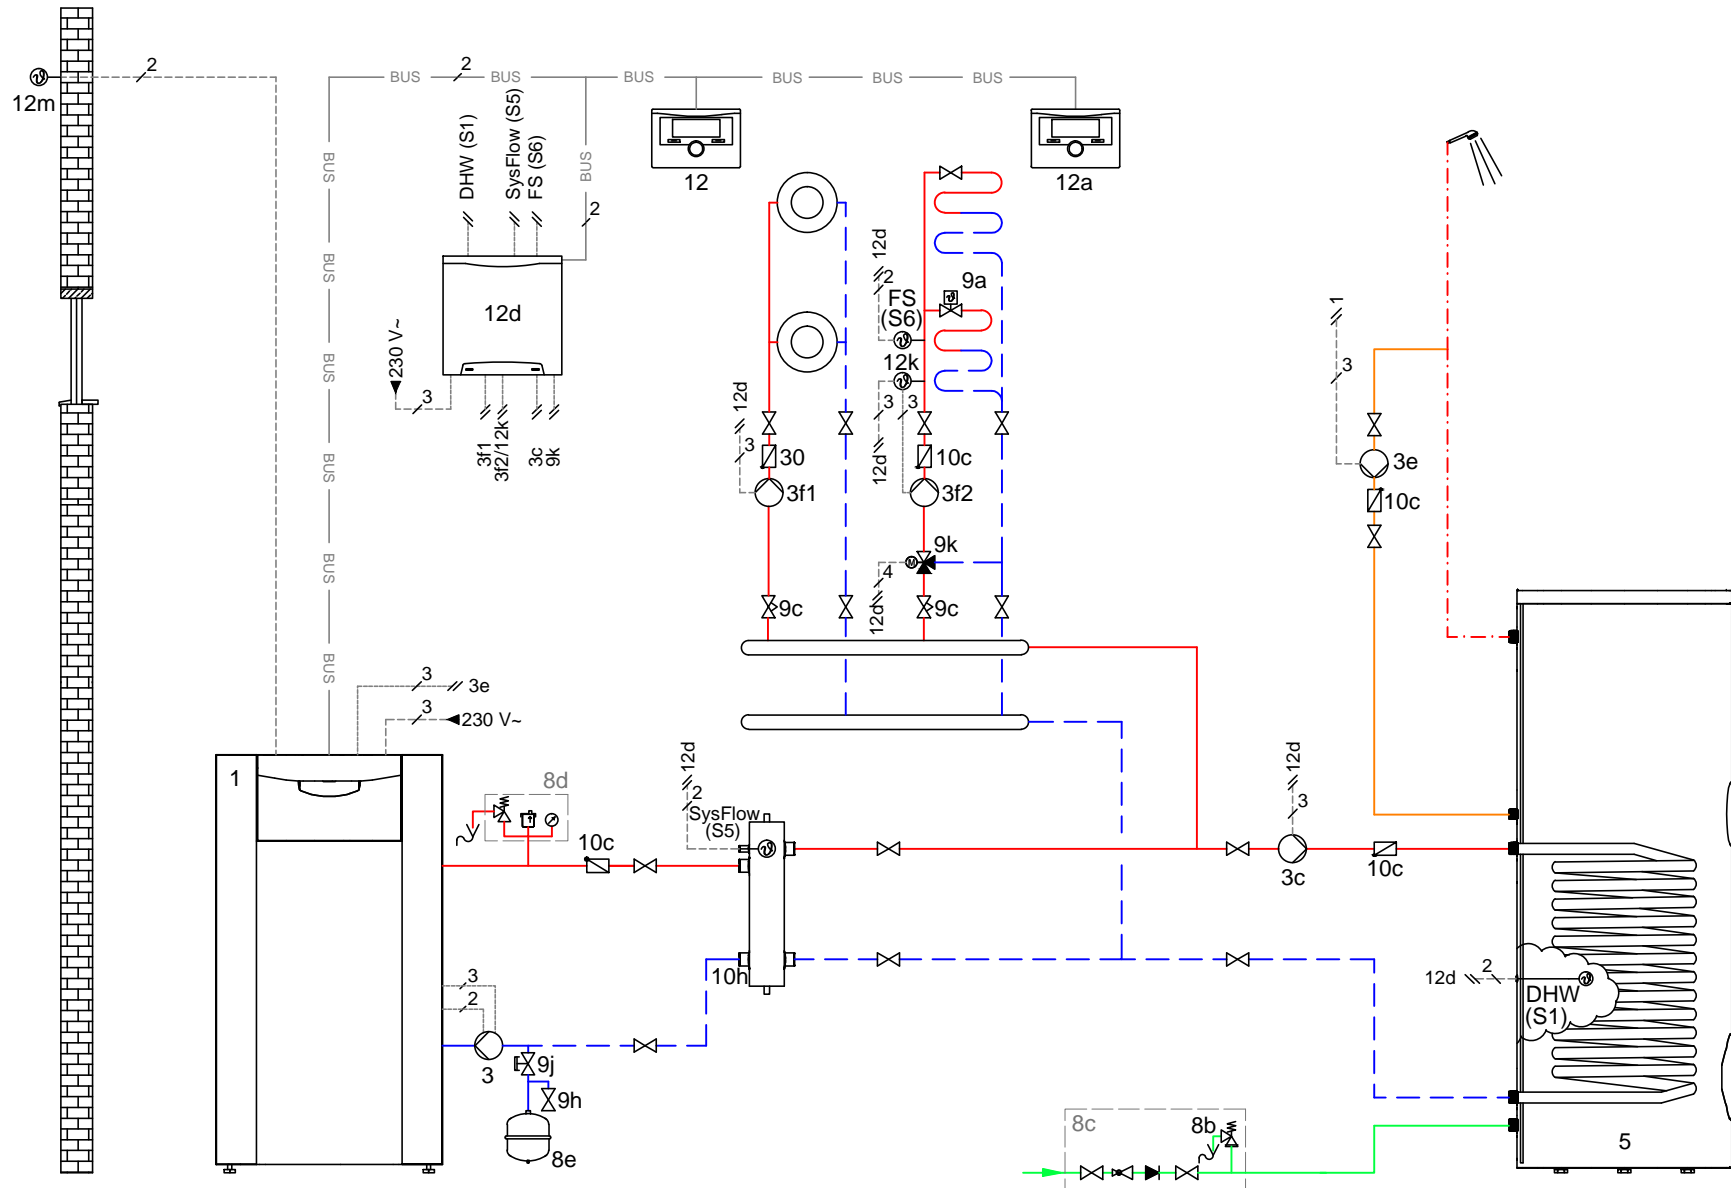 2
BUS
2
BUS
BUS
BUS
BUS
BUS
12m
DHW (S1)
SysFlow (S5)
FS (S6)
BUS
2
12
12a
BUS
BUS
BUS
BUS
BUS
BUS
12d
230 V~
3
3f1
3f2/12k
3c
9k
12d
2
FS
(S6)
9a
12k
3
3
12d
12d
3
30
3f1
10c
3f2
9k
M
4
12d
9c
9c
1
3
3e
10c
3
3e
3
230 V~
1
8d
10c
12d
2
SysFlow
(S5)
10h
12d
3
3c
10c
3
2
3
9j
9h
8e
12d
2
DHW
(S1)
5
8c
8b